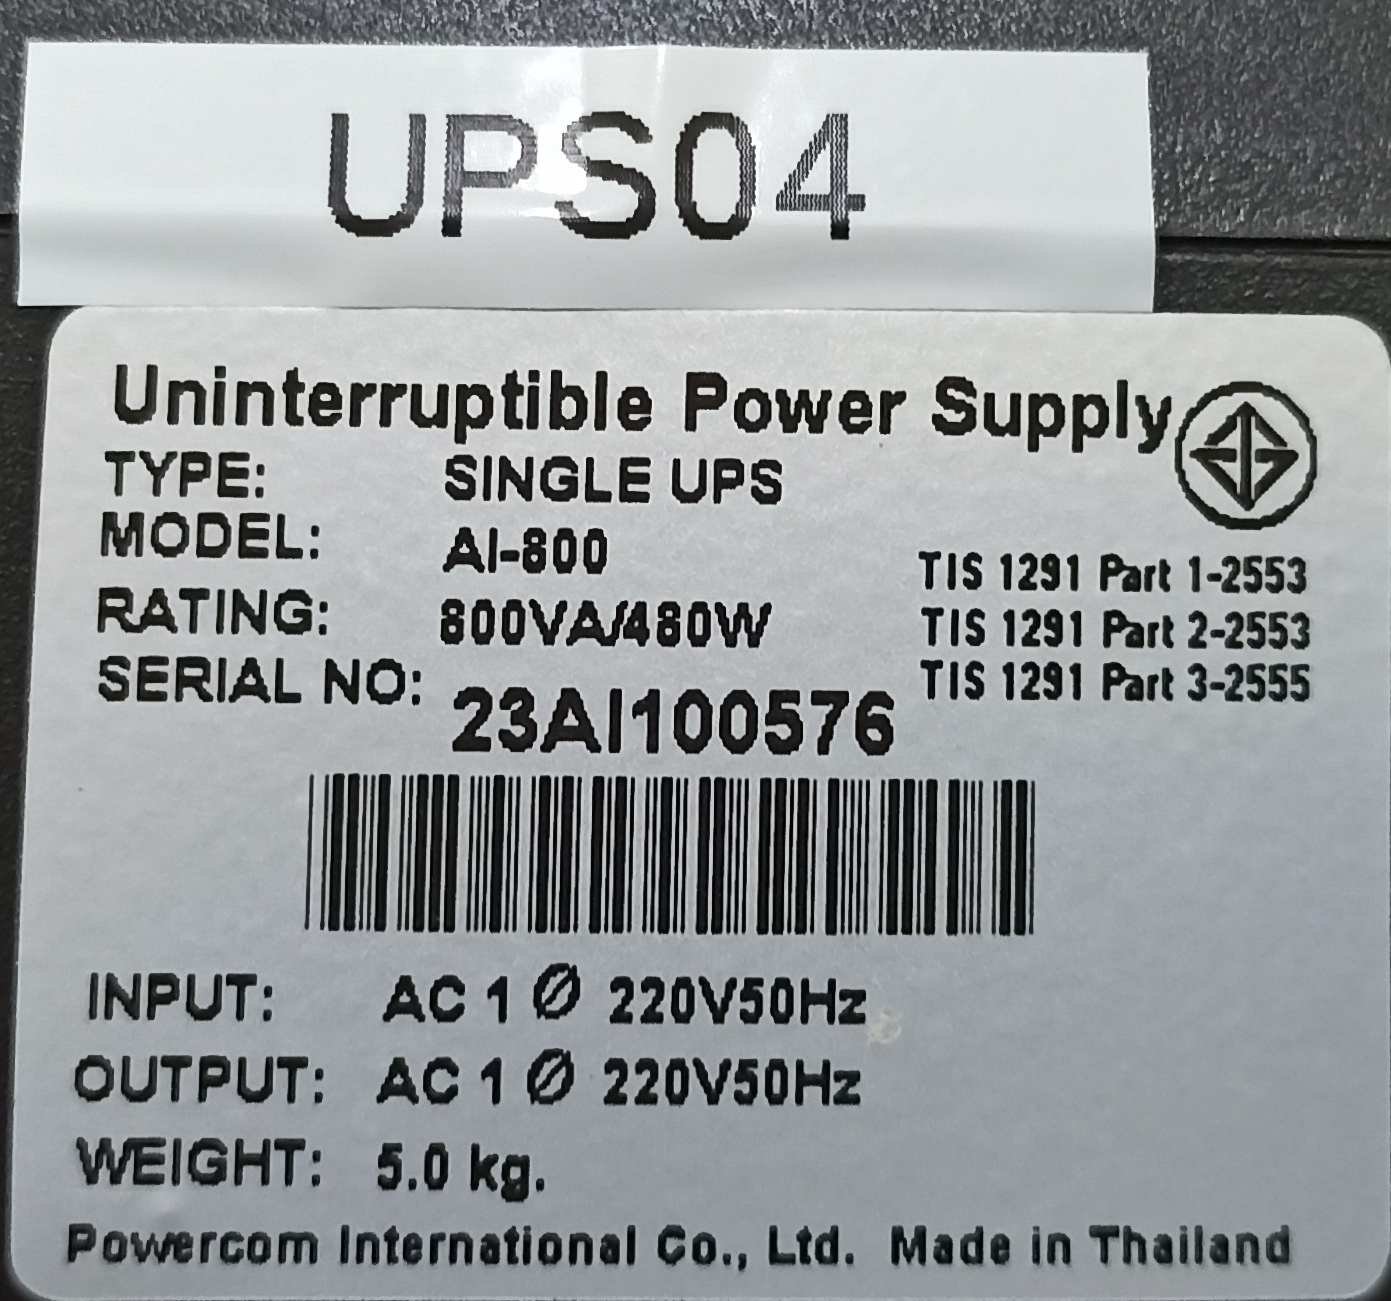 UPS04
Uninterruptible Power Supply
TYPE: SINGLE UPS
MODEL: AI-800
RATING: 800VA/480W
SERIAL NO: 23AI100576
TIS 1291 Part 1-2553
TIS 1291 Part 2-2553
TIS 1291 Part 3-2555
INPUT: AC 1 Ø 220V50Hz
OUTPUT: AC 1 Ø 220V50Hz
WEIGHT: 5.0 kg.
Powercom International Co., Ltd. Made in Thailand